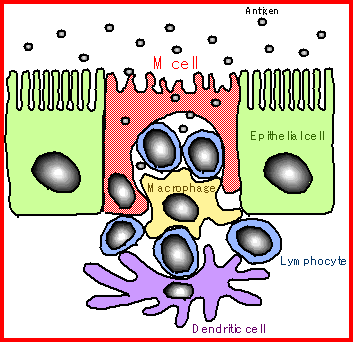 Antigen
M cell
Epithelial cell
Macrophage
Lymphocyte
Dendritic cell